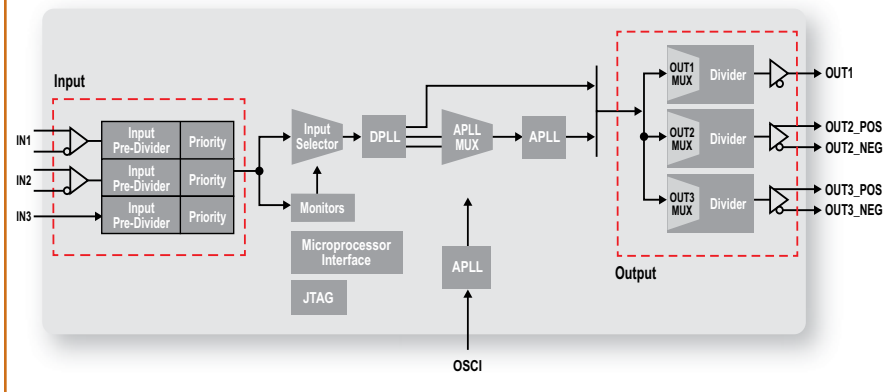 Input
IN1
IN2
IN3
Input
Pre-Divider
Priority
Input
Pre-Divider
Priority
Input
Pre-Divider
Priority
Input
Selector
Monitors
Microprocessor
Interface
JTAG
DPLL
APLL
MUX
APLL
APLL
OSCI
OUT1
MUX
Divider
OUT2
MUX
Divider
OUT3
MUX
Divider
Output
OUT1
OUT2_POS
OUT2_NEG
OUT3_POS
OUT3_NEG